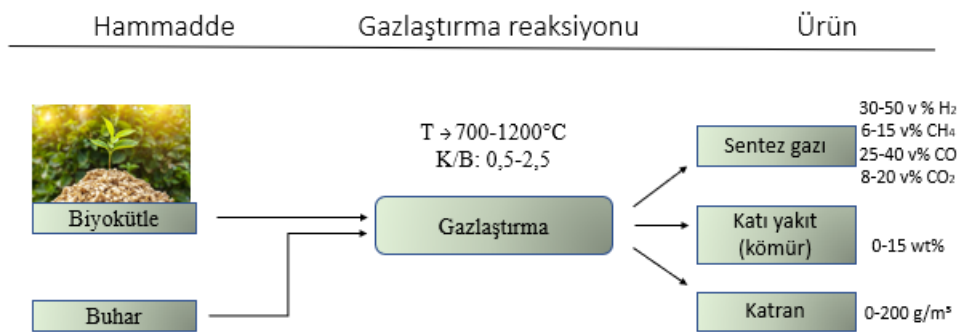 Hammadde
Gazlaştırma reaksiyonu
Ürün
T → 700-1200°C
K/B: 0,5-2,5
Biyokütle
Buhar
Gazlaştırma
Sentez gazı
30-50 v % H₂
6-15 v% CH₄
25-40 v% CO
8-20 v% CO₂
Katı yakıt
(kömür)
0-15 wt%
Katran
0-200 g/m³